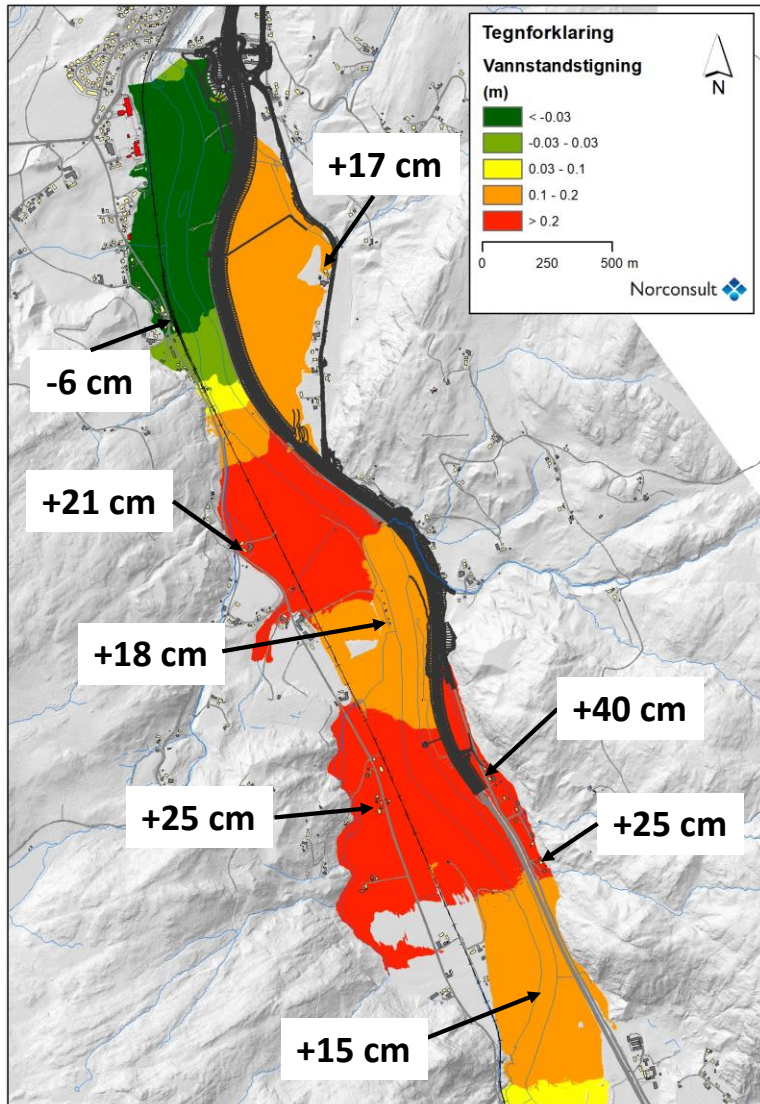 Tegnforklaring
Vannstandstigning
(m)
N
< -0.03
-0.03 - 0.03
0.03 - 0.1
0.1 - 0.2
> 0.2
0 250 500 m
Norconsult
+17 cm
-6 cm
+21 cm
+18 cm
+40 cm
+25 cm
+25 cm
+15 cm